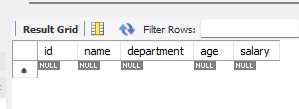 Result Grid Filter Rows:
id name department age salary
NULL NULL NULL NULL NULL